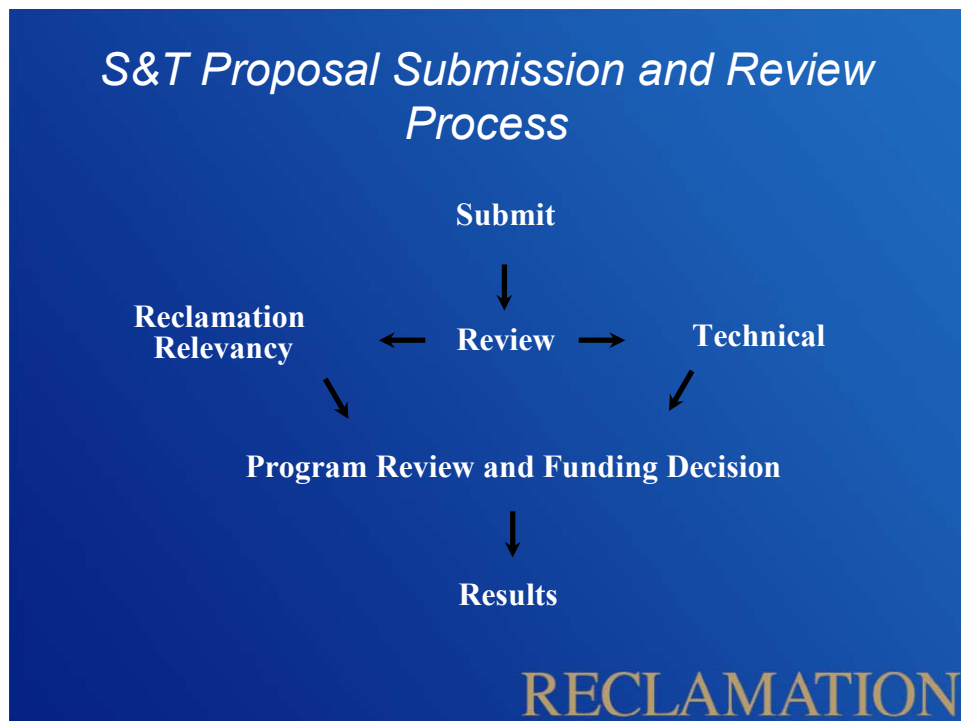 S&T Proposal Submission and Review
Process
Submit
Reclamation
Relevancy
Review
Technical
Program Review and Funding Decision
Results
RECLAMATION